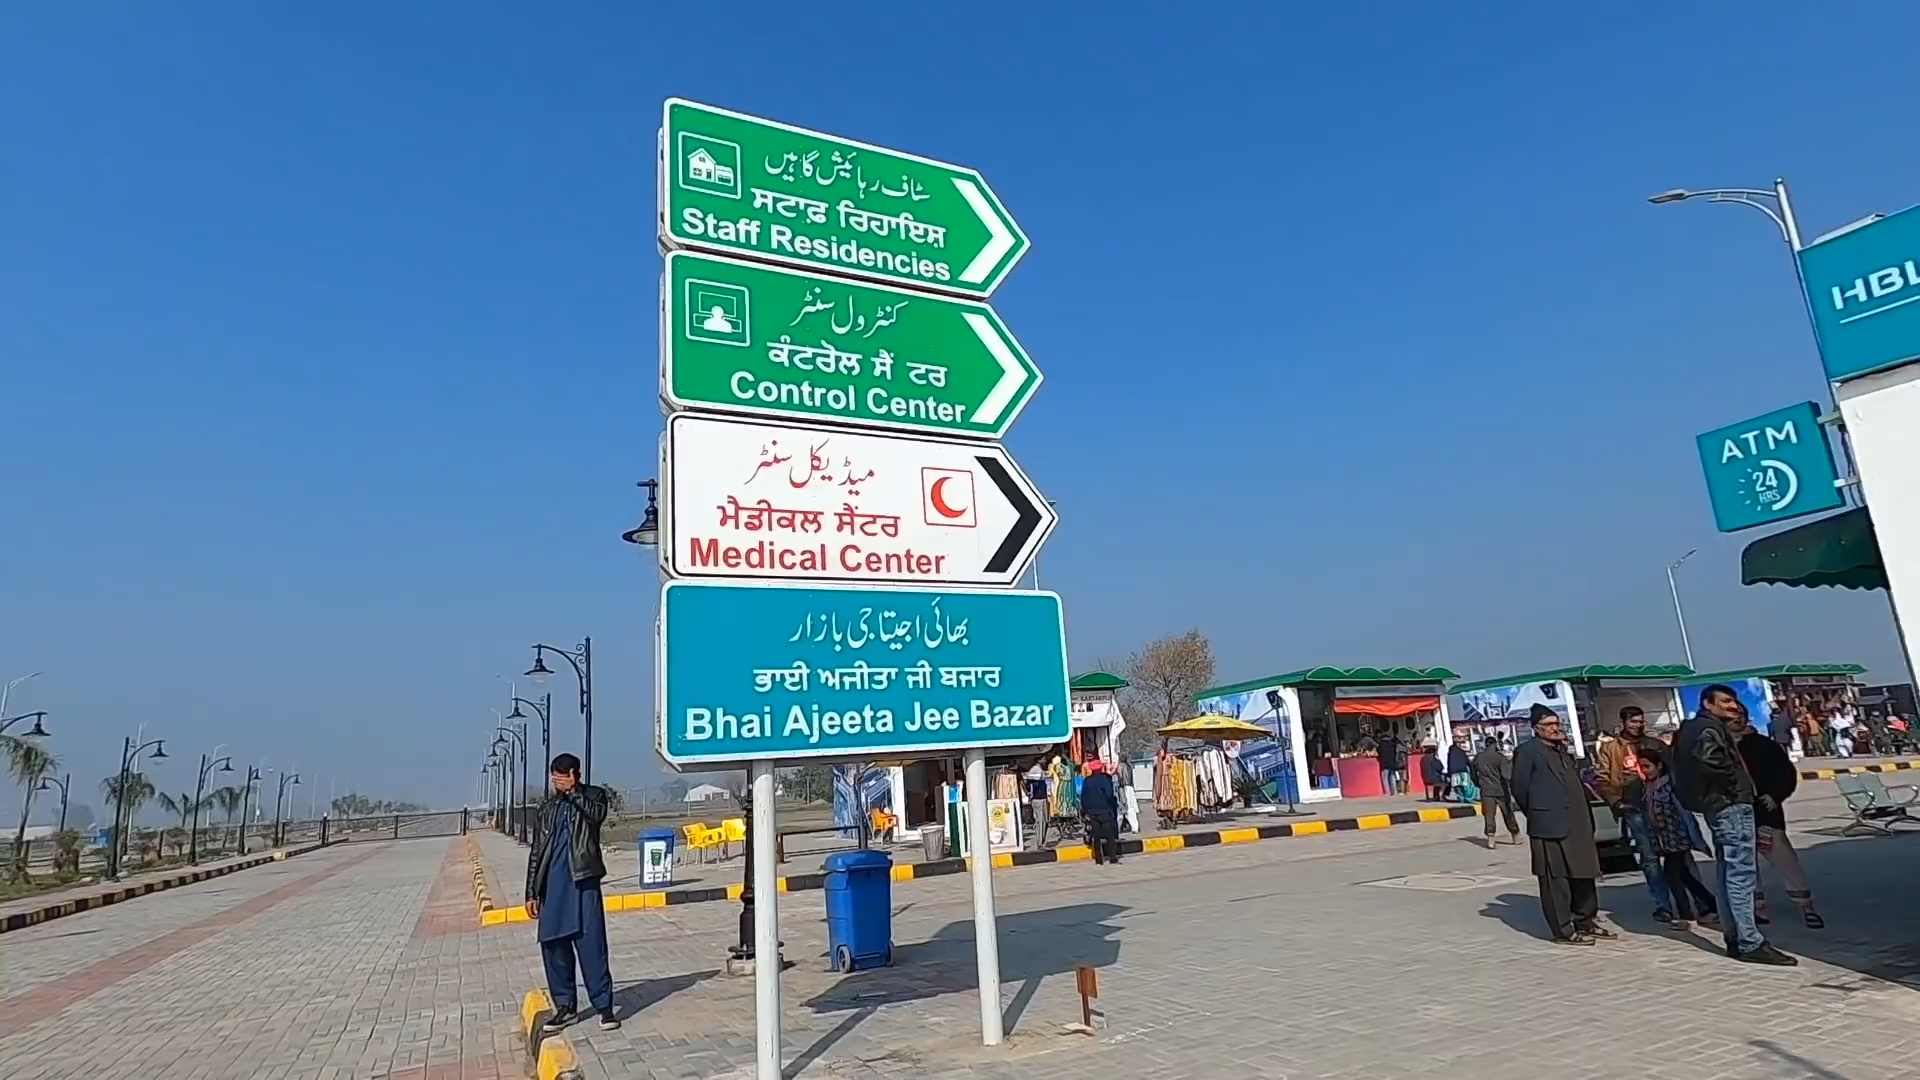 سٹاف رہائیش گاہیں
ਸਟਾਫ਼ ਰਿਹਾਇਸ਼
Staff Residencies
کنٹرول سنٹر
ਕੰਟਰੋਲ ਸੈਂ ਟਰ
Control Center
میڈیکل سنٹر
ਮੈਡੀਕਲ ਸੈਂਟਰ
Medical Center
بھائی اجیتا جی بازار
ਭਾਈ ਅਜੀਤਾ ਜੀ ਬਜਾਰ
Bhai Ajeeta Jee Bazar
HBL
ATM
24
HRS